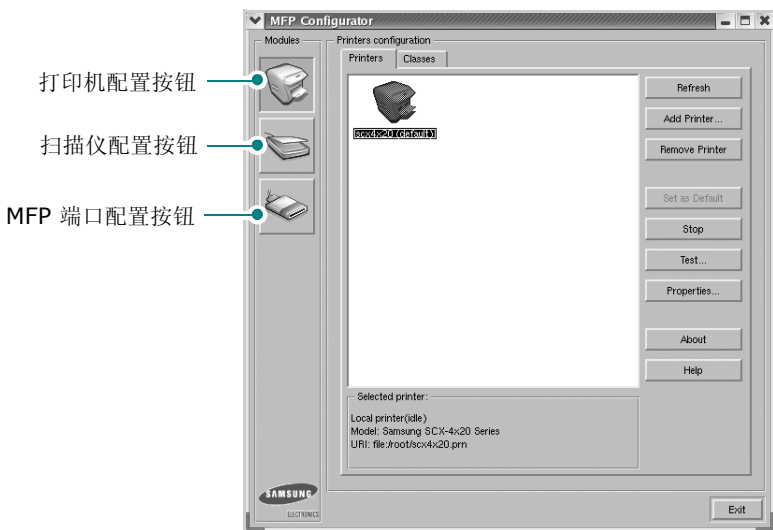 MFP Configurator
Modules
Printers configuration
Printers
Classes
打印机配置按钮
扫描仪配置按钮
MFP 端口配置按钮
scx4x20 (default)
Refresh
Add Printer...
Remove Printer
Set as Default
Stop
Test...
Properties...
About
Help
Selected printer:
Local printer(idle)
Model: Samsung SCX-4x20 Series
URI: file:/root/scx4x20.prn
SAMSUNG
ELECTRONICS
Exit